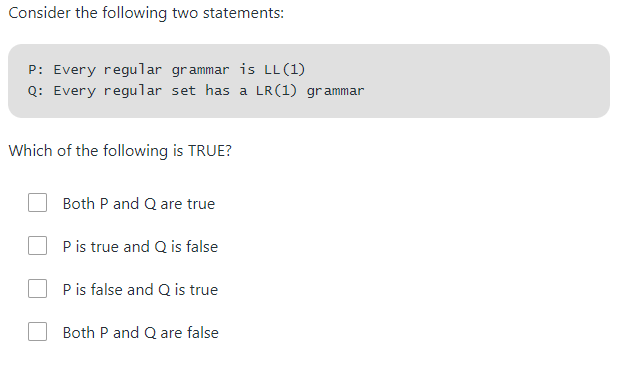 Consider the following two statements:
P: Every regular grammar is LL(1)
Q: Every regular set has a LR(1) grammar
Which of the following is TRUE?
Both P and Q are true
P is true and Q is false
P is false and Q is true
Both P and Q are false